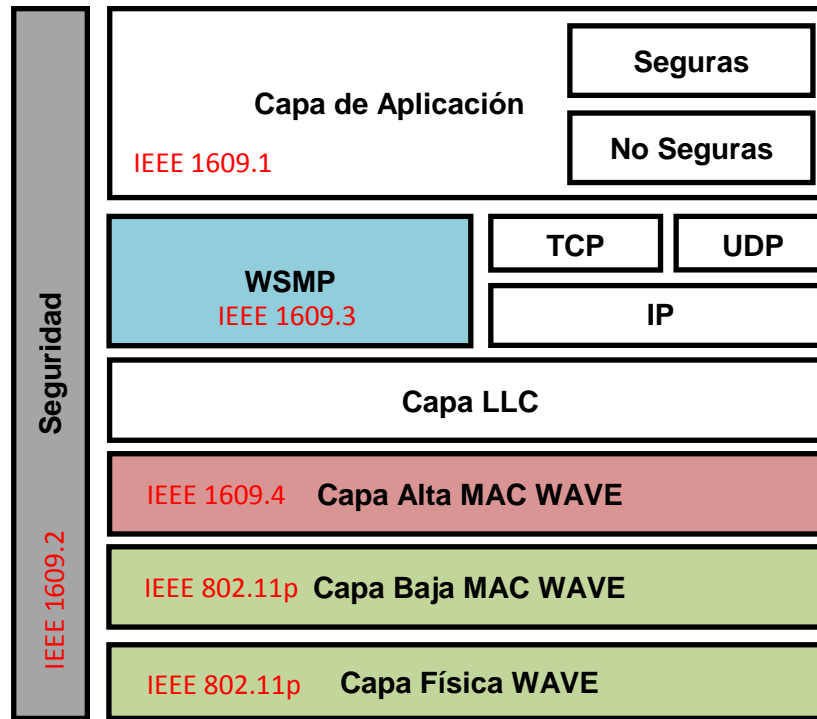 Seguridad
IEEE 1609.2
Capa de Aplicación
IEEE 1609.1
Seguras
No Seguras
WSMP
IEEE 1609.3
TCP
UDP
IP
Capa LLC
IEEE 1609.4 Capa Alta MAC WAVE
IEEE 802.11p Capa Baja MAC WAVE
IEEE 802.11p Capa Física WAVE